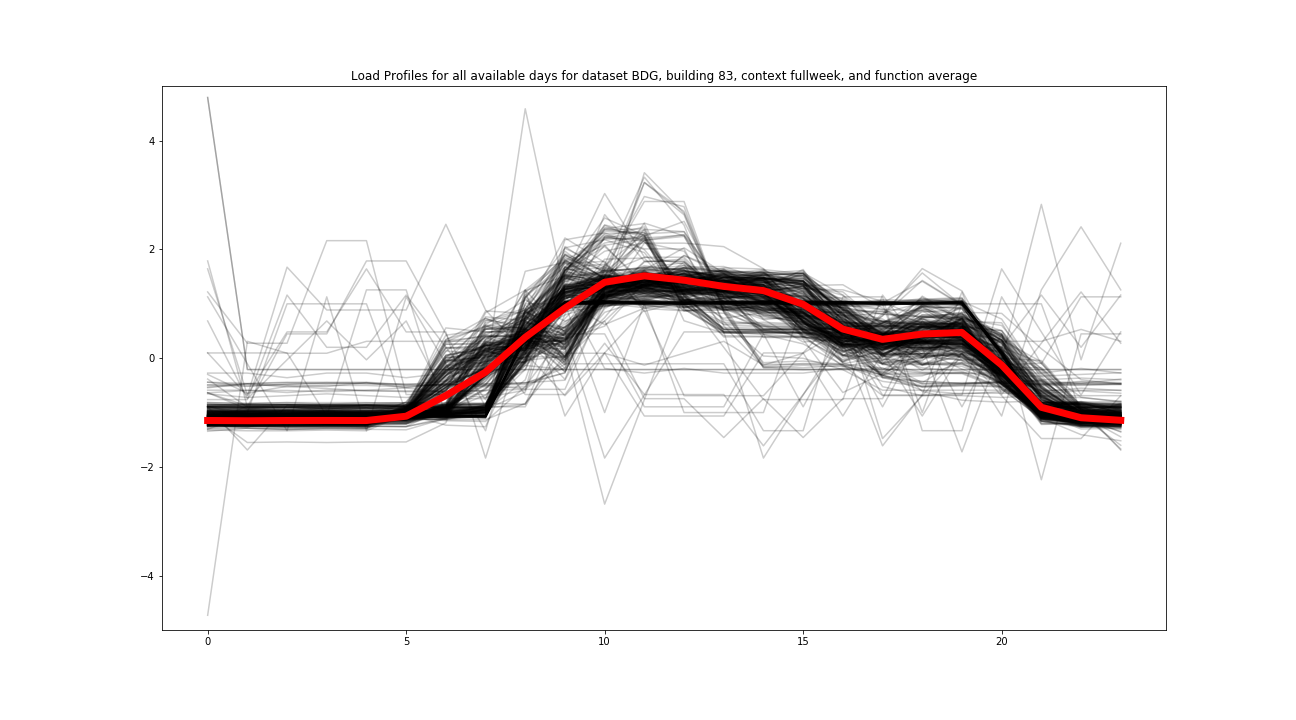 Load Profiles for all available days for dataset BDG, building 83, context fullweek, and function average
4
2
0
−2
−4
0 5 10 15 20